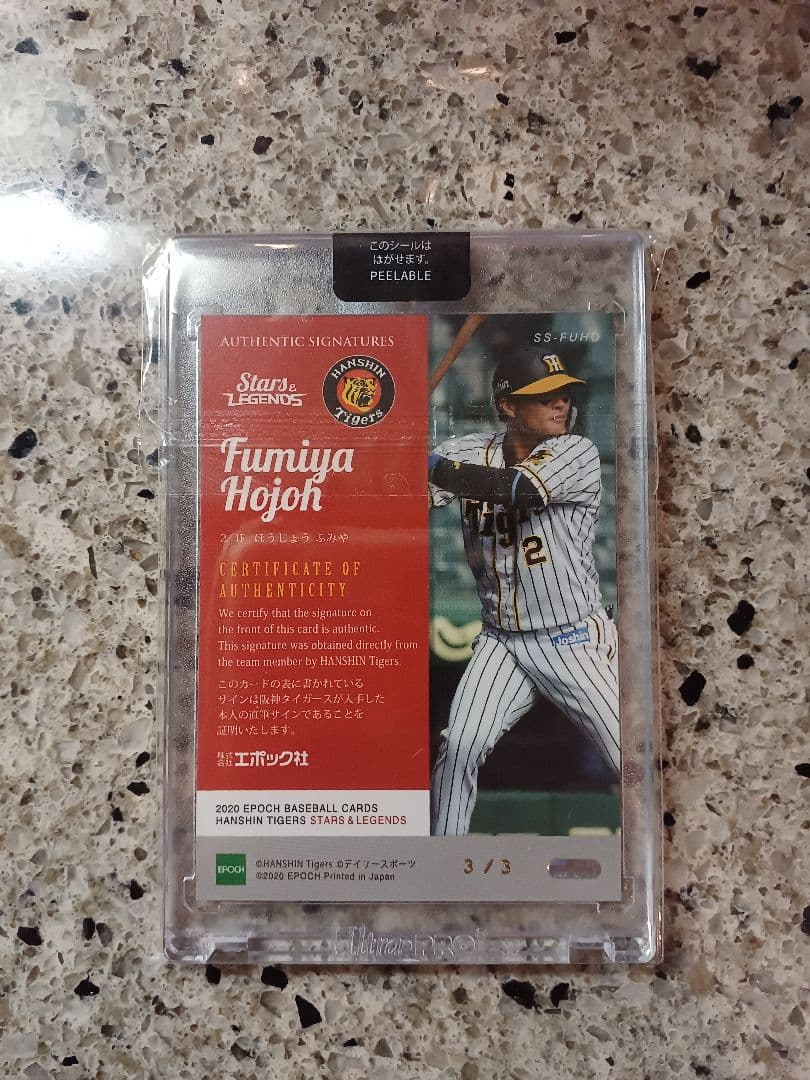 このシールは
はがせます。
PEELABLE
AUTHENTIC SIGNATURES
SS-FUHO
Stars &
LEGENDS
HANSHIN
Tigers
Fumiya
Hojoh
2 IF ほうじょう ふみや
CERTIFICATE OF
AUTHENTICITY
We certify that the signature on
the front of this card is authentic.
This signature was obtained directly from
the team member by HANSHIN Tigers.
このカードの表に書かれている
サインは阪神タイガースが入手した
本人の直筆サインであることを
証明いたします。
株式会社エポック社
Tigers
2
Joshin
2020 EPOCH BASEBALL CARDS
HANSHIN TIGERS STARS & LEGENDS
EPOCH
©HANSHIN Tigers ©デイリースポーツ
©2020 EPOCH Printed in Japan
3/3
Ultra PRO